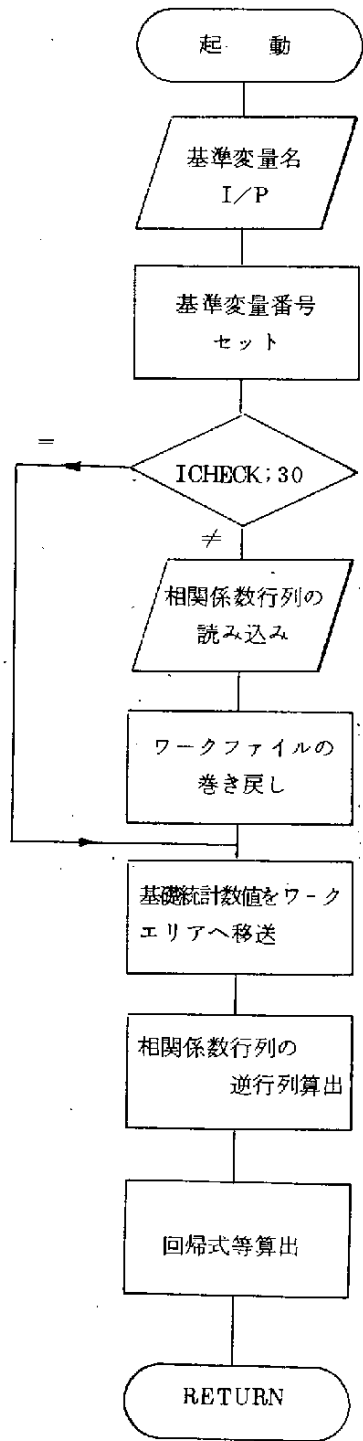 起 動
基準変量名
I/P
基準変量番号
セット
=
ICHECK;30
≠
相関係数行列の
読み込み
ワークファイルの
巻き戻し
基礎統計数値をワーク
エリアへ移送
相関係数行列の
逆行列算出
回帰式等算出
RETURN